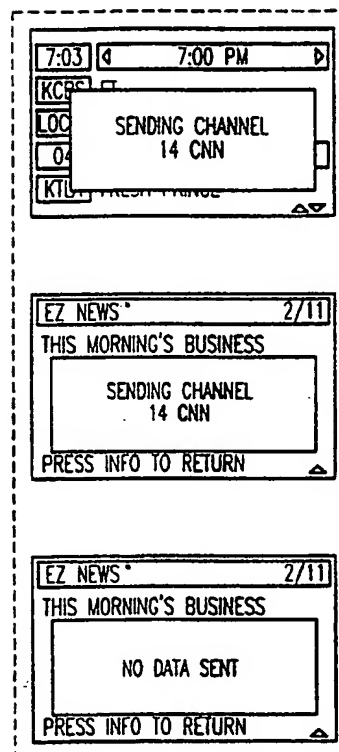 7:03 7:00 PM
LOC
SENDING CHANNEL
14 CNN
04
FRESH PRINCE
EZ NEWS 2/11
THIS MORNING'S BUSINESS
SENDING CHANNEL
14 CNN
PRESS INFO TO RETURN
EZ NEWS 2/11
THIS MORNING'S BUSINESS
NO DATA SENT
PRESS INFO TO RETURN